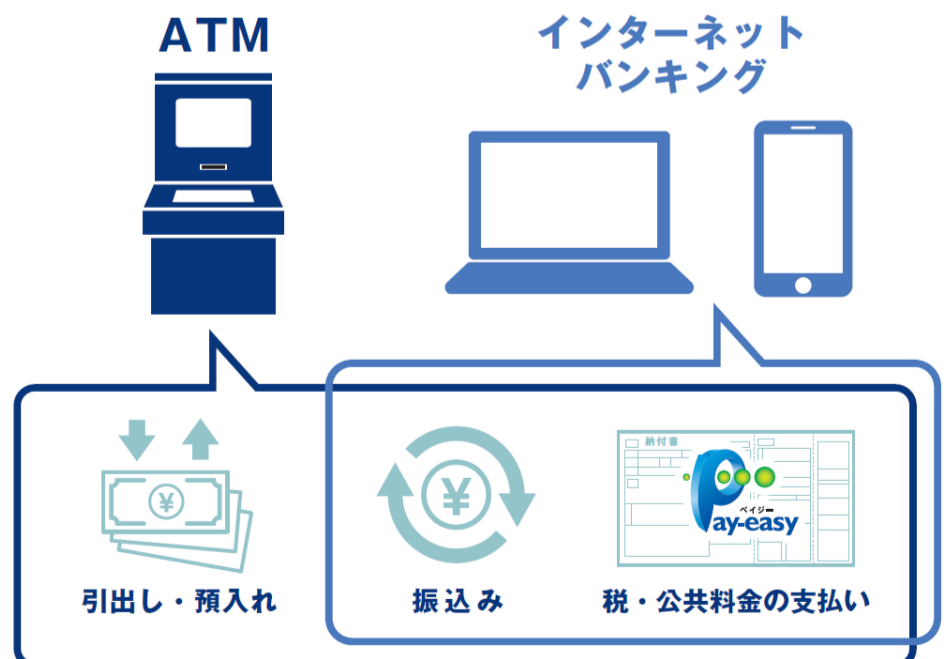 ATM
インターネット
バンキング
納付書
ペイジー
Pay-easy
引出し・預入れ
振込み
税・公共料金の支払い